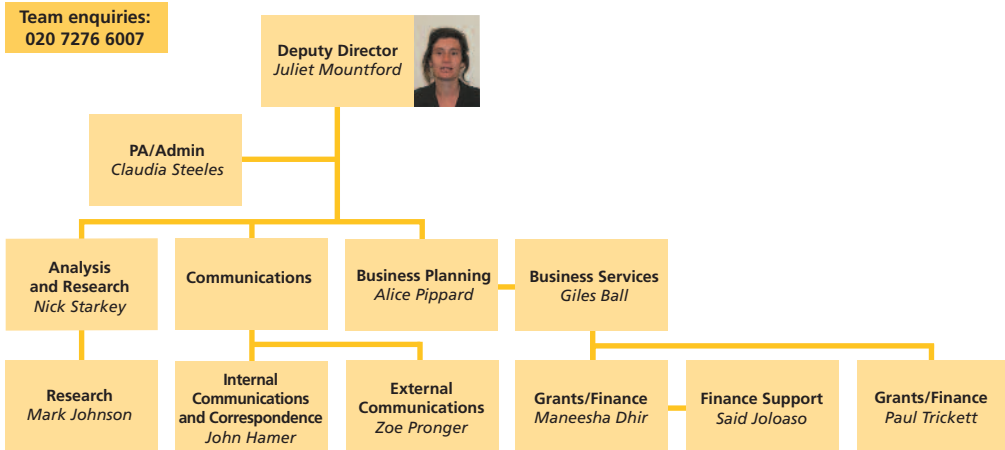 Team enquiries:
020 7276 6007
Deputy Director
Juliet Mountford
PA/Admin
Claudia Steeles
Analysis
and Research
Nick Starkey
Communications
Business Planning
Alice Pippard
Business Services
Giles Ball
Research
Mark Johnson
Internal
Communications
and Correspondence
John Hamer
External
Communications
Zoe Pronger
Grants/Finance
Maneesha Dhir
Finance Support
Said Joloaso
Grants/Finance
Paul Trickett